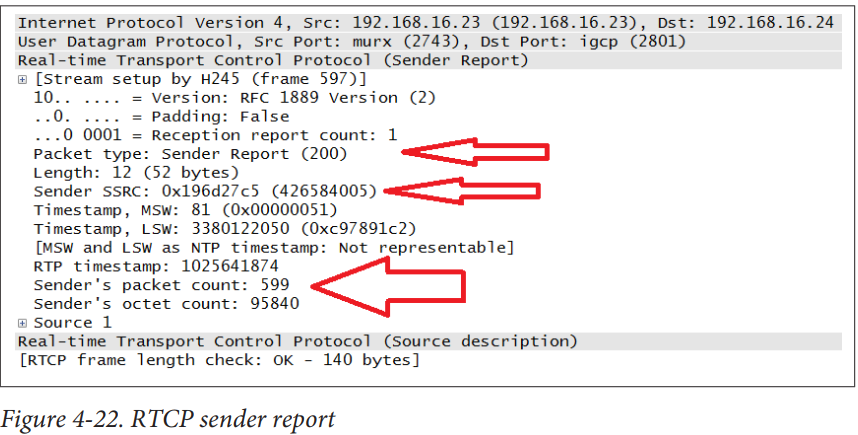 Internet Protocol Version 4, Src: 192.168.16.23 (192.168.16.23), Dst: 192.168.16.24
User Datagram Protocol, Src Port: murx (2743), Dst Port: igcp (2801)
Real-time Transport Control Protocol (Sender Report)
[Stream setup by H245 (frame 597)]
10.. .... = Version: RFC 1889 Version (2)
..0. .... = Padding: False
...0 0001 = Reception report count: 1
Packet type: Sender Report (200)
Length: 12 (52 bytes)
Sender SSRC: 0x196d27c5 (426584005)
Timestamp, MSW: 81 (0x00000051)
Timestamp, LSW: 3380122050 (0xc97891c2)
[MSW and LSW as NTP timestamp: Not representable]
RTP timestamp: 1025641874
Sender's packet count: 599
Sender's octet count: 95840
Source 1
Real-time Transport Control Protocol (Source description)
[RTCP frame length check: OK - 140 bytes]
Figure 4-22. RTCP sender report